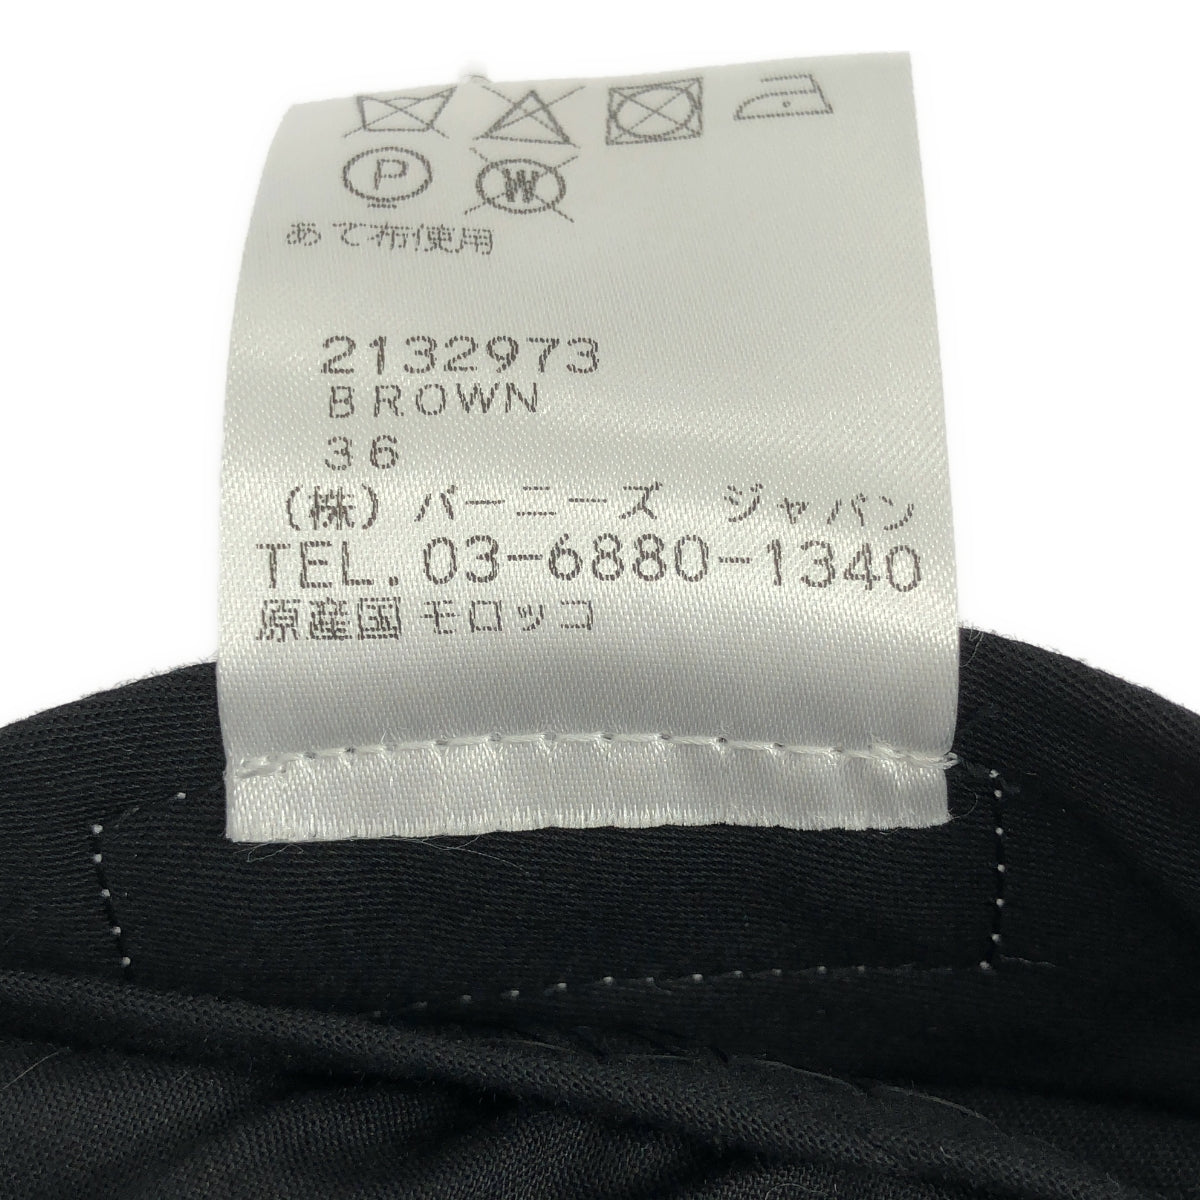 P W
あて布使用
2132973
BROWN
36
(株) バーニーズ ジャパン
TEL. 03-6880-1340
原産国 モロッコ